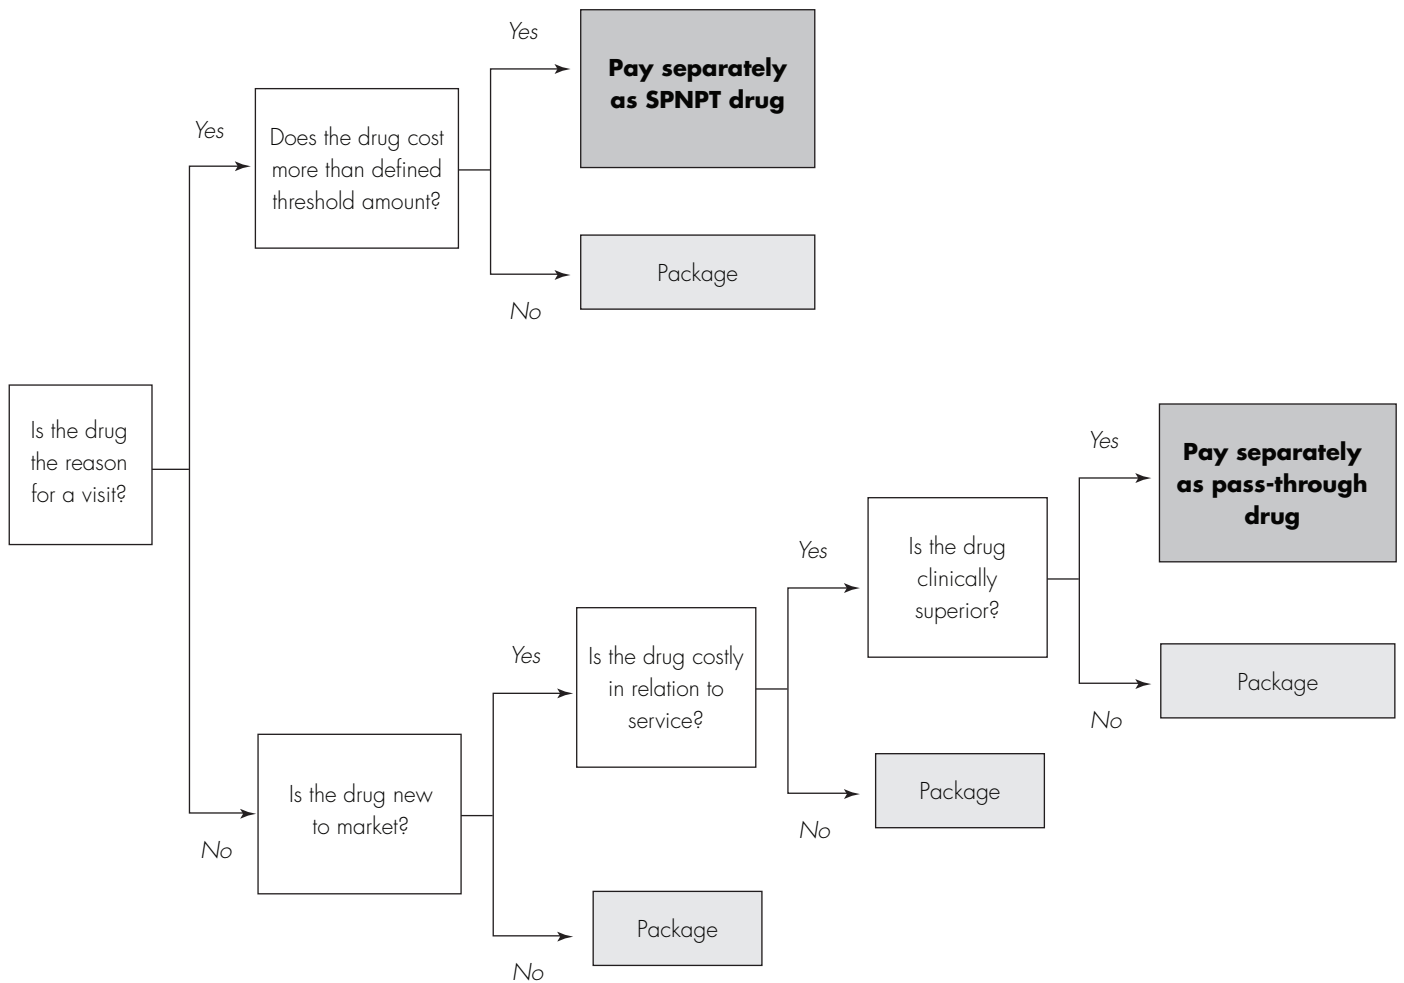 Yes
Pay separately
as SPNPT drug
Yes
Does the drug cost
more than defined
threshold amount?
Package
No
Is the drug
the reason
for a visit?
Yes
Pay separately
as pass-through
drug
Yes
Is the drug
clinically
superior?
Yes
Is the drug costly
in relation to
service?
Package
No
Is the drug new
to market?
No
Package
No
Package
No